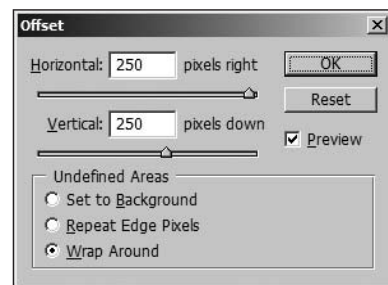 Offset
Horizontal: 250 pixels right
OK
Reset
Vertical: 250 pixels down
Preview
Undefined Areas
Set to Background
Repeat Edge Pixels
Wrap Around